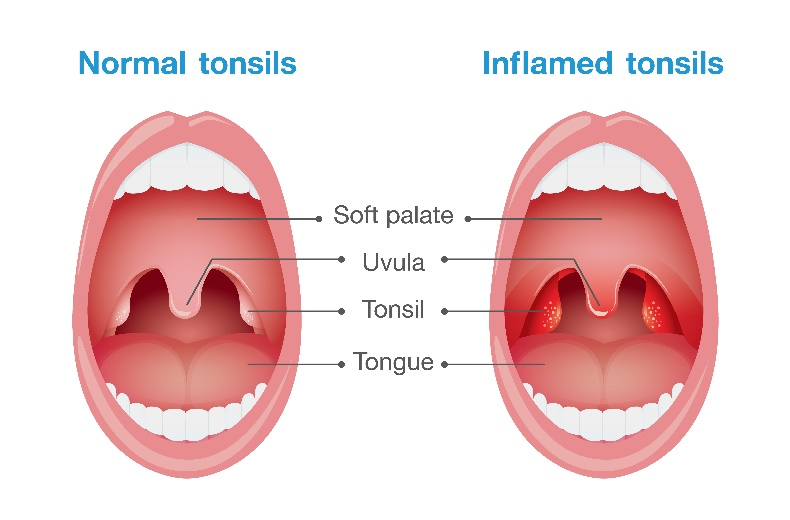 Normal tonsils
Inflamed tonsils
Soft palate
Uvula
Tonsil
Tongue